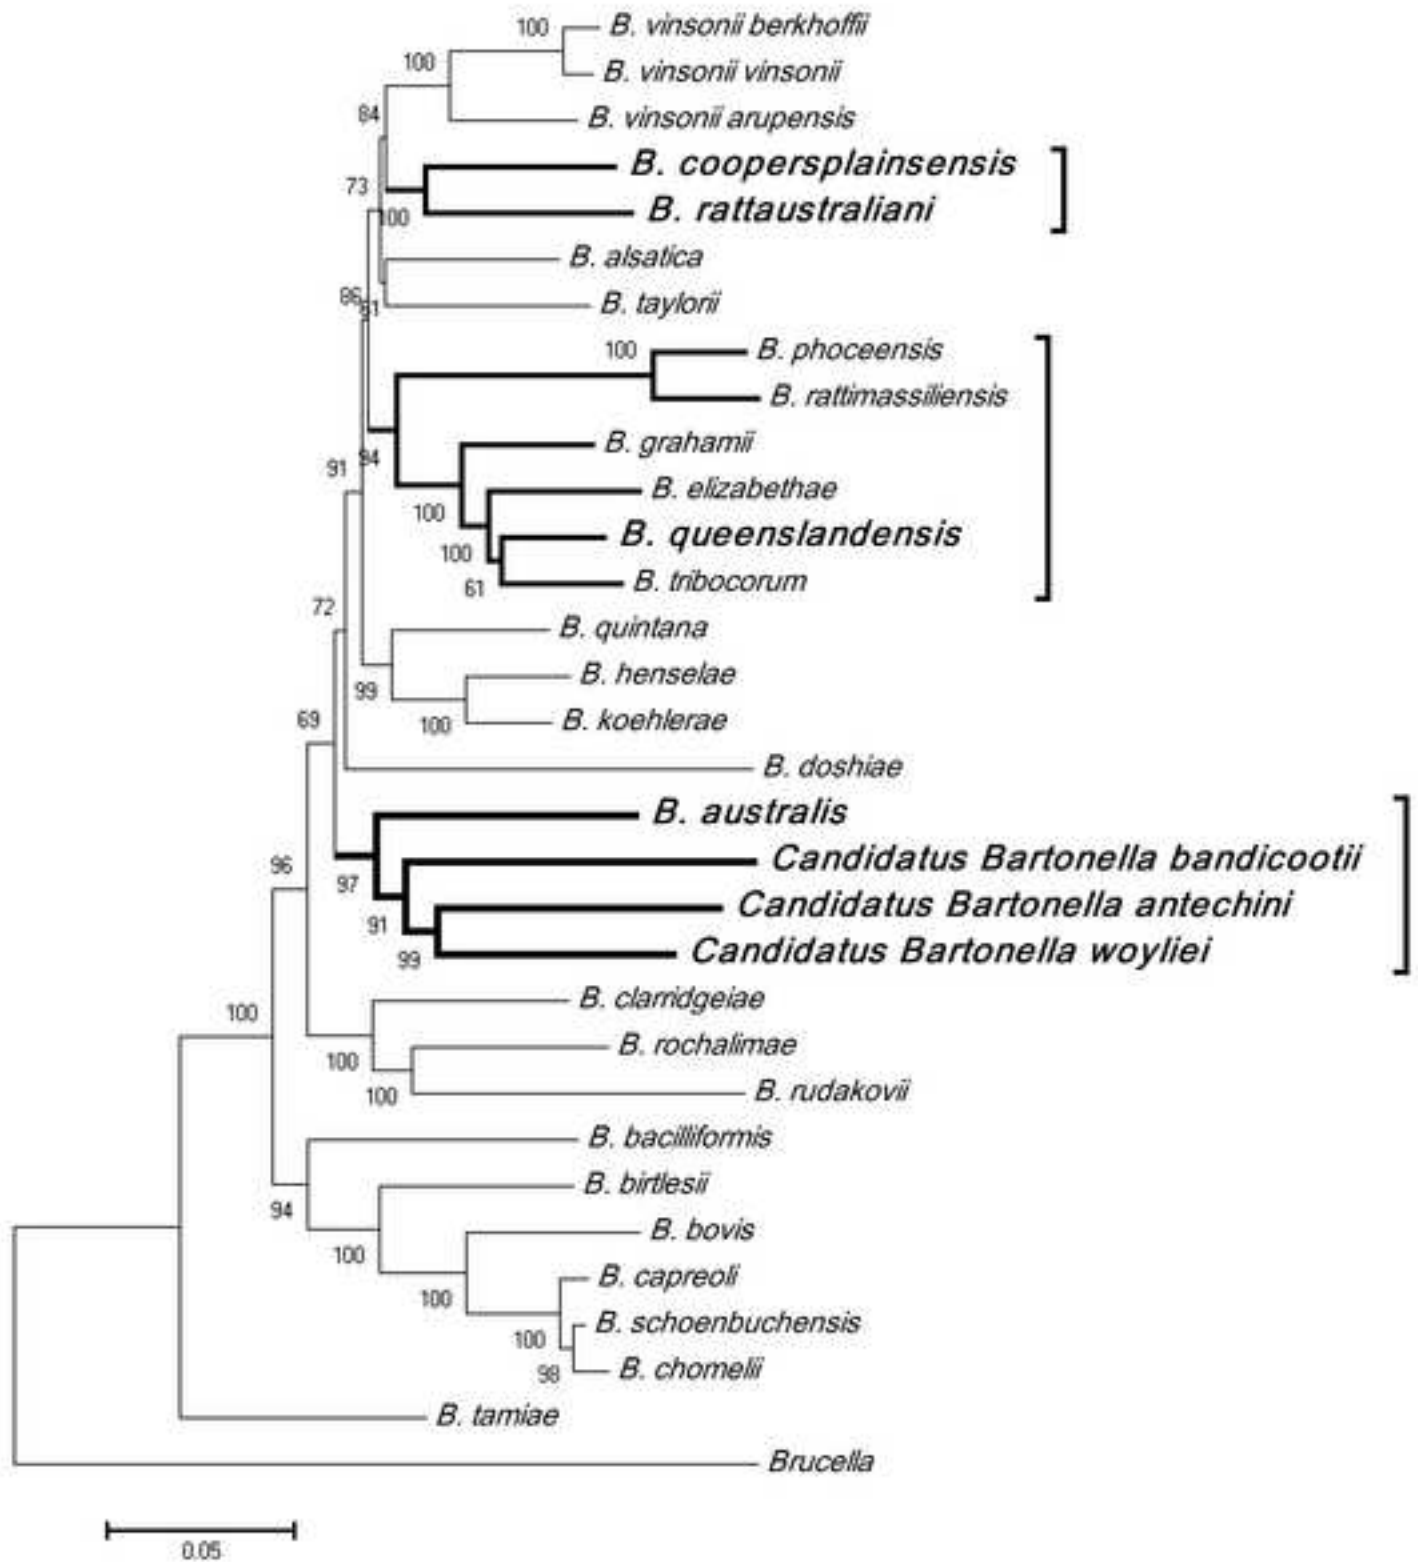 100 B. vinsonii berkhoffii
100 B. vinsonii vinsonii
84 B. vinsonii arupensis
B. coopersplainsensis
73
100 B. rattaustraliani
B. alsatica
86
61 B. taylorii
100 B. phoceensis
B. rattimassiliensis
B. grahamii
91 94
B. elizabethae
100
B. queenslandensis
100
61 B. tribocorum
72
B. quintana
B. henselae
99
100 B. koehlerae
69
B. doshiae
B. australis
96 Candidatus Bartonella bandicootii
97
Candidatus Bartonella antechini
91
99 Candidatus Bartonella woyliei
B. clarridgeiae
100
B. rochalimae
100
100 B. rudakovii
B. bacilliformis
B. birtlesii
94
B. bovis
100
B. capreoli
100
B. schoenbuchensis
100
98 B. chomelii
B. tamiae
Brucella
0.05